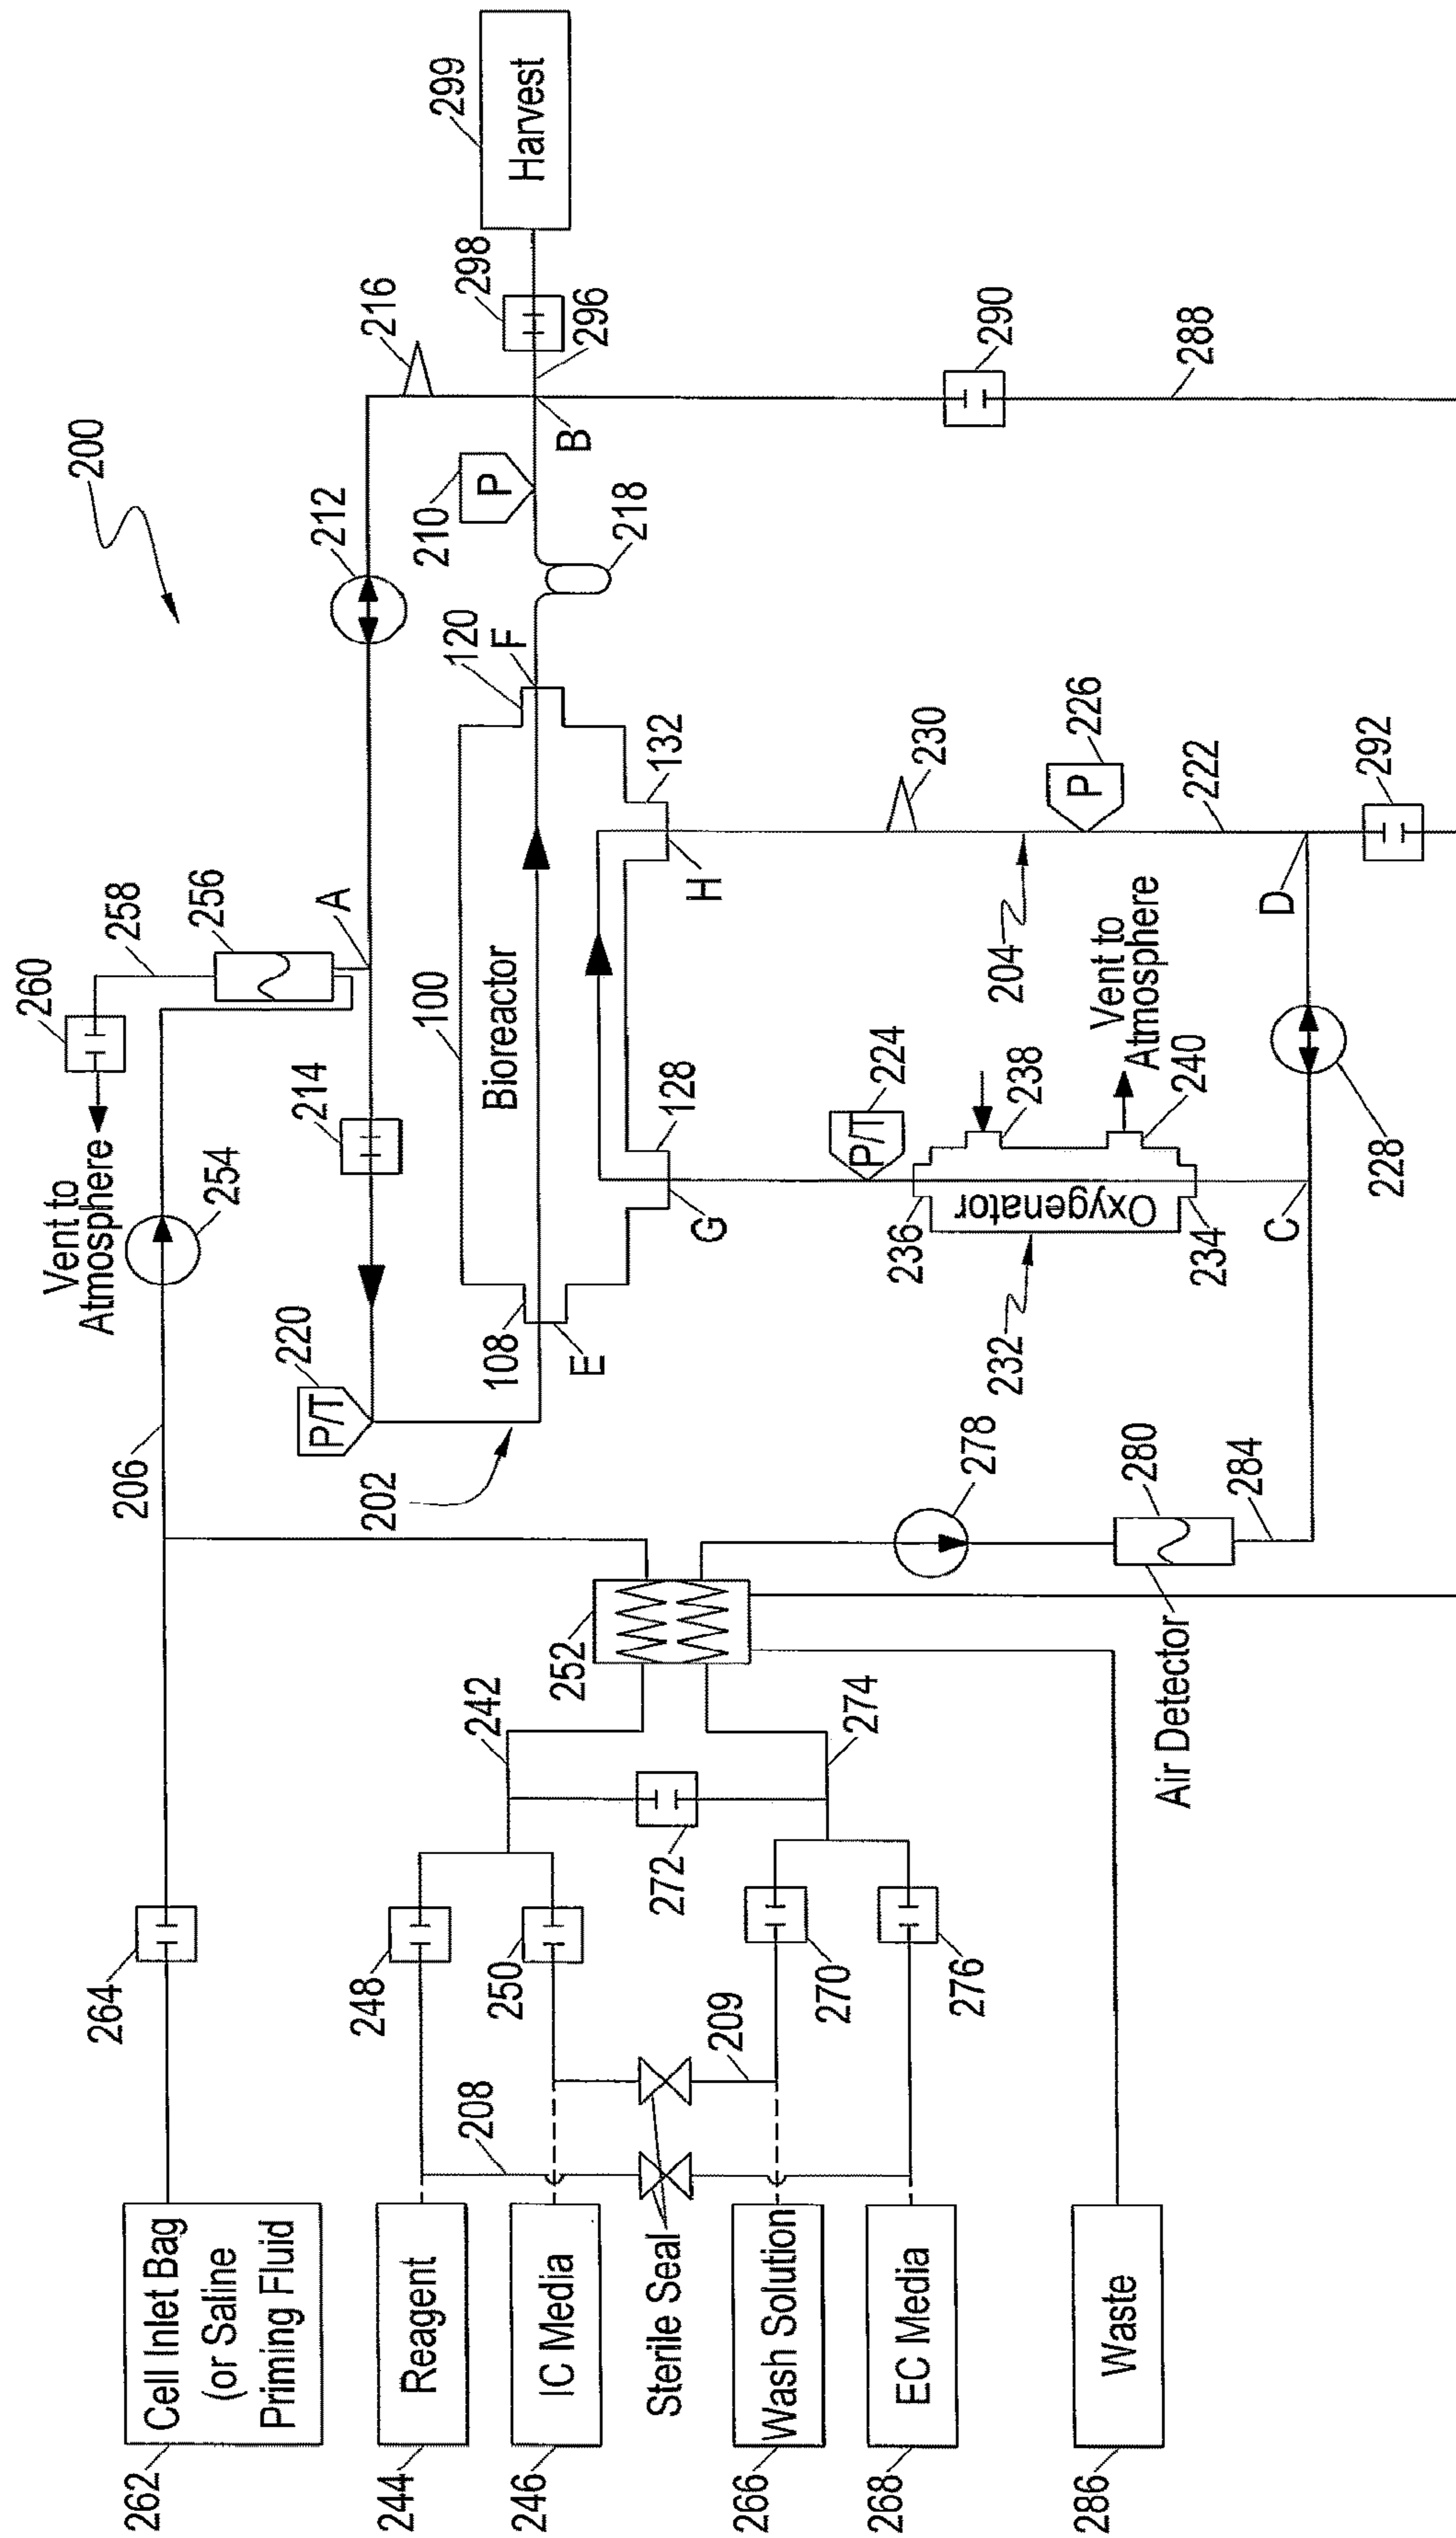 Vent to
Atmosphere
260
258
256
A
254
206
264
262
Cell Inlet Bag
(or Saline
Priming Fluid
200
212
216
214
220
P/T
202
100
Bioreactor
108
E
120
F
218
210
P
B
298
296
299
Harvest
290
288
128
G
132
H
244
Reagent
248
208
246
IC Media
250
242
252
Sterile Seal
272
209
266
Wash Solution
270
274
268
EC Media
276
278
280
284
Air Detector
286
Waste
224
P/T
236
238
Oxygenator
232
234
240
Vent to
Atmosphere
230
204
226
P
222
C
228
D
292